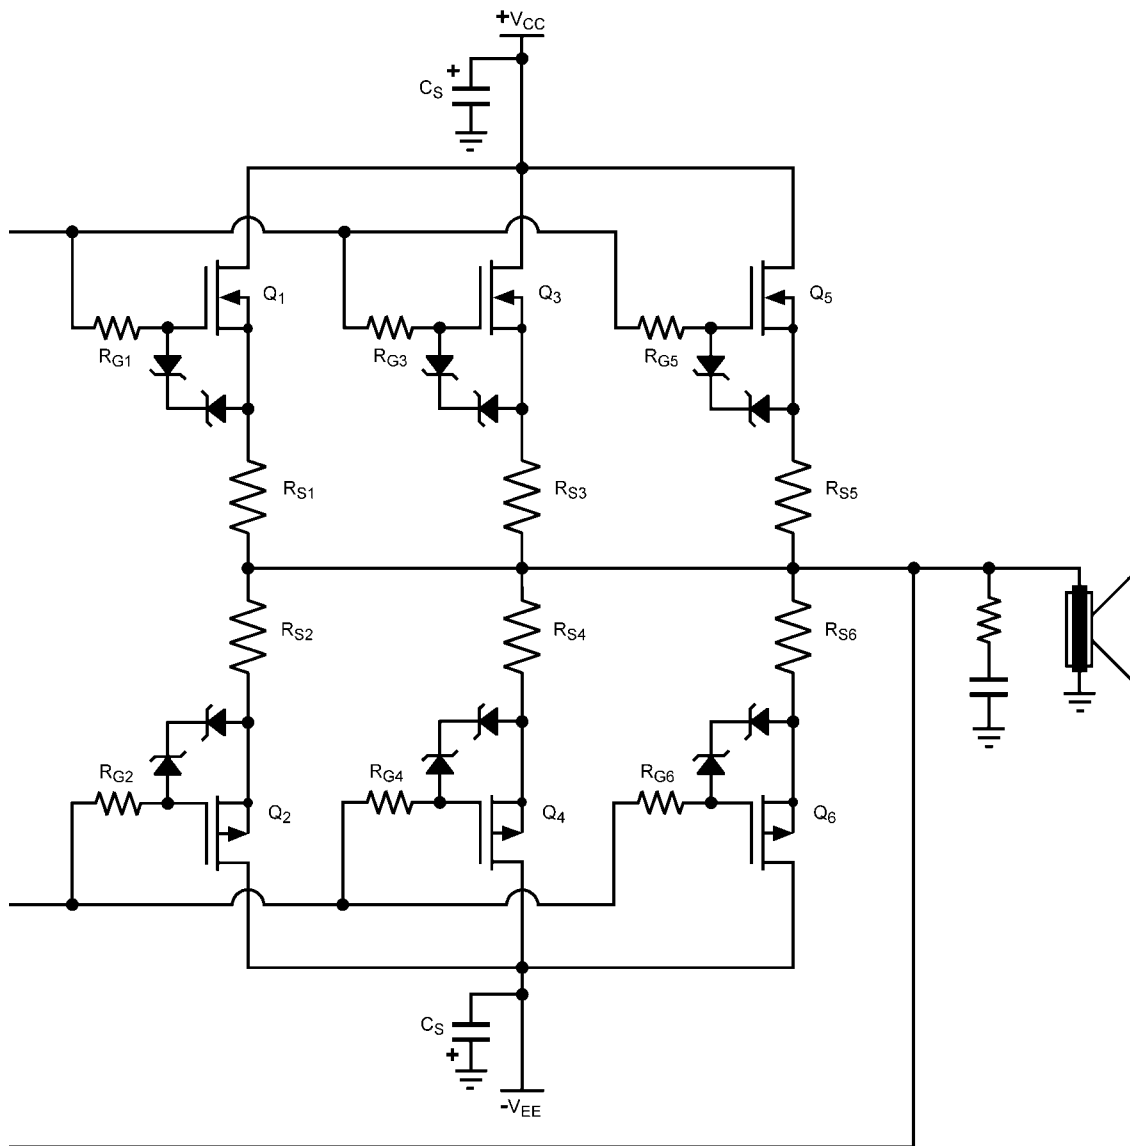 +VCC
+
CS
Q1
Q3
Q5
RG1
RG3
RG5
RS1
RS3
RS5
RS2
RS4
RS6
RG2
RG4
RG6
Q2
Q4
Q6
CS
+
-VEE